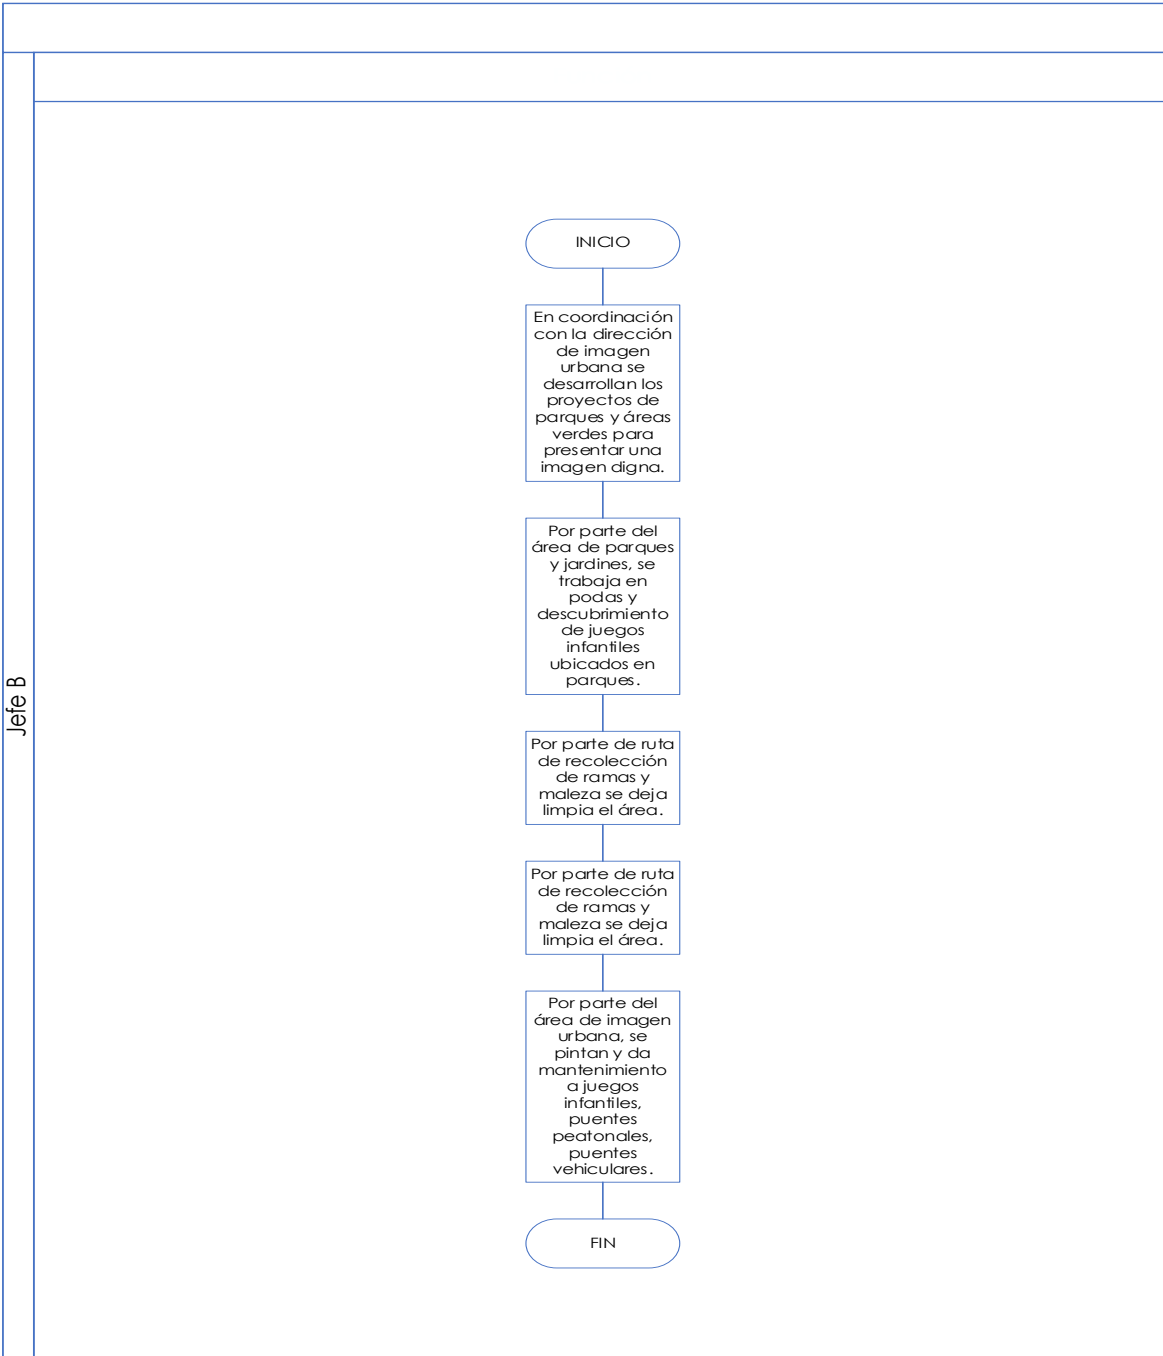 INICIO
En coordinación
con la dirección
de imagen
urbana se
desarrollan los
proyectos de
parques y áreas
verdes para
presentar una
imagen digna.
Por parte del
área de parques
y jardines, se
trabaja en
podas y
descubrimiento
de juegos
infantiles
ubicados en
parques.
Jefe B
Por parte de ruta
de recolección
de ramas y
maleza se deja
limpia el área.
Por parte de ruta
de recolección
de ramas y
maleza se deja
limpia el área.
Por parte del
área de imagen
urbana, se
pintan y da
mantenimiento
a juegos
infantiles,
puentes
peatonales,
puentes
vehiculares.
FIN